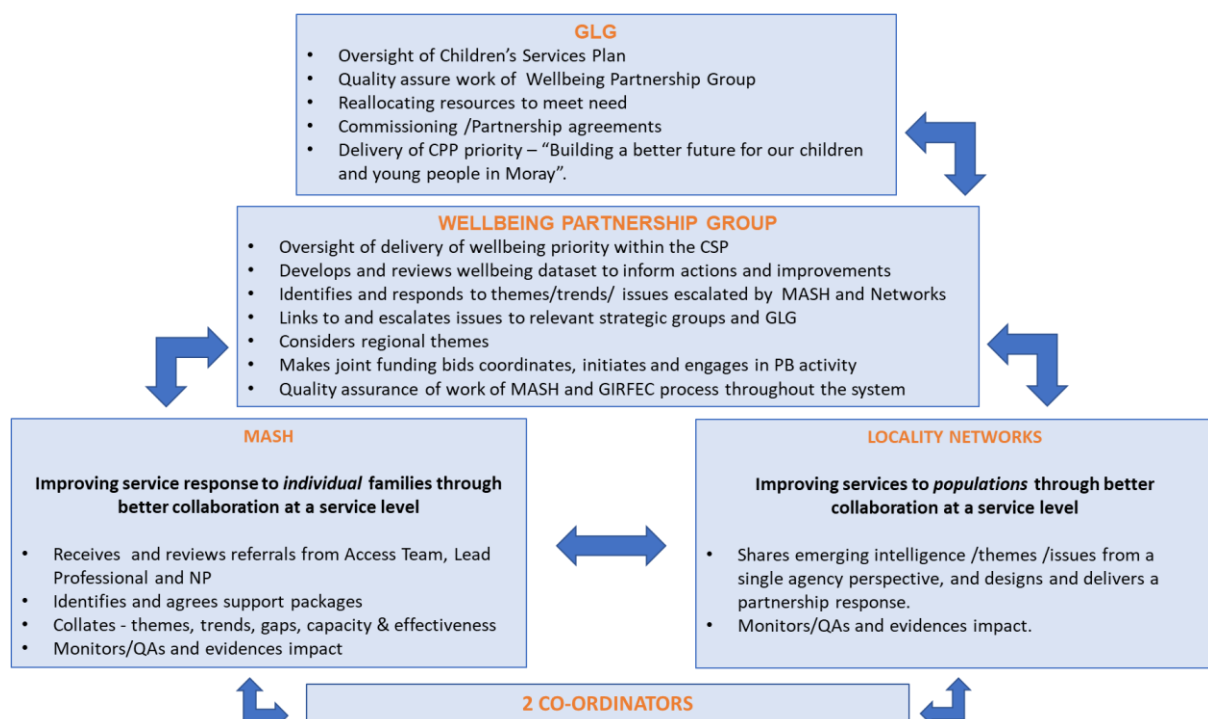 GLG
• Oversight of Children’s Services Plan
• Quality assure work of  Wellbeing Partnership Group
• Reallocating resources to meet need
• Commissioning /Partnership agreements
• Delivery of CPP priority – “Building a better future for our children
and young people in Moray”.
WELLBEING PARTNERSHIP GROUP
• Oversight of delivery of wellbeing priority within the CSP
• Develops and reviews wellbeing dataset to inform actions and improvements
• Identifies and responds to themes/trends/ issues escalated by MASH and Networks
• Links to and escalates issues to relevant strategic groups and GLG
• Considers regional themes
• Makes joint funding bids coordinates, initiates and engages in PB activity
• Quality assurance of work of MASH and GIRFEC process throughout the system
MASH
Improving service response to individual families through
better collaboration at a service level
• Receives  and reviews referrals from Access Team, Lead
Professional and NP
• Identifies and agrees support packages
• Collates - themes, trends, gaps, capacity & effectiveness
• Monitors/QAs and evidences impact
LOCALITY NETWORKS
Improving services to populations through better
collaboration at a service level
• Shares emerging intelligence /themes /issues from a
single agency perspective, and designs and delivers a
partnership response.
• Monitors/QAs and evidences impact.
2 CO-ORDINATORS